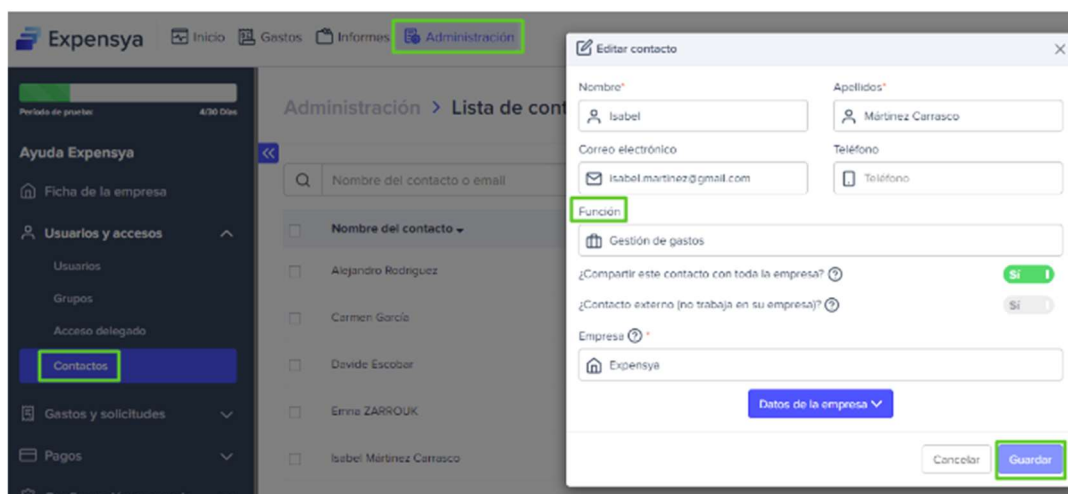 Expensya Inicio Gastos Informes Administración
Periodo de prueba: 4/30 Días
Ayuda Expensya
Ficha de la empresa
Usuarios y accesos
Usuarios
Grupos
Acceso delegado
Contactos
Gastos y solicitudes
Pagos
Administración > Lista de cont
Nombre del contacto o email
Nombre del contacto
Alejandro Rodriguez
Carmen García
Davide Escobar
Emna ZARROUK
Isabel Mártinez Carrasco
Editar contacto
Nombre* Apellidos*
Isabel Mártinez Carrasco
Correo electrónico Teléfono
isabel.martinez@gmail.com Teléfono
Función
Gestión de gastos
¿Compartir este contacto con toda la empresa? Sí
¿Contacto externo (no trabaja en su empresa)? Sí
Empresa *
Expensya
Datos de la empresa
Cancelar Guardar